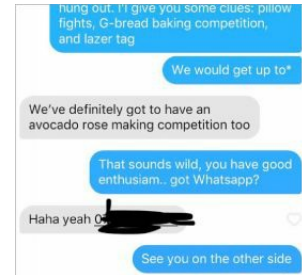 hung out. I'l give you some clues: pillow
fights, G-bread baking competition,
and lazer tag
We would get up to*
We've definitely got to have an
avocado rose making competition too
That sounds wild, you have good
enthusiam.. got Whatsapp?
Haha yeah 0
See you on the other side